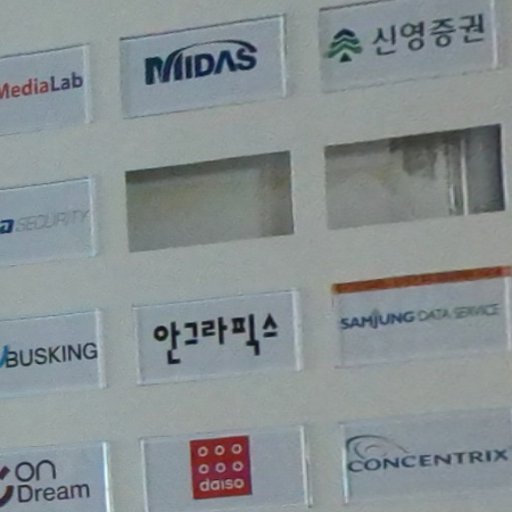 MediaLab
MIDAS
신영증권
SECURITY
BUSKING
안그라픽스
SAMJUNG DATA SERVICE
on
Dream
daiso
CONCENTRIX